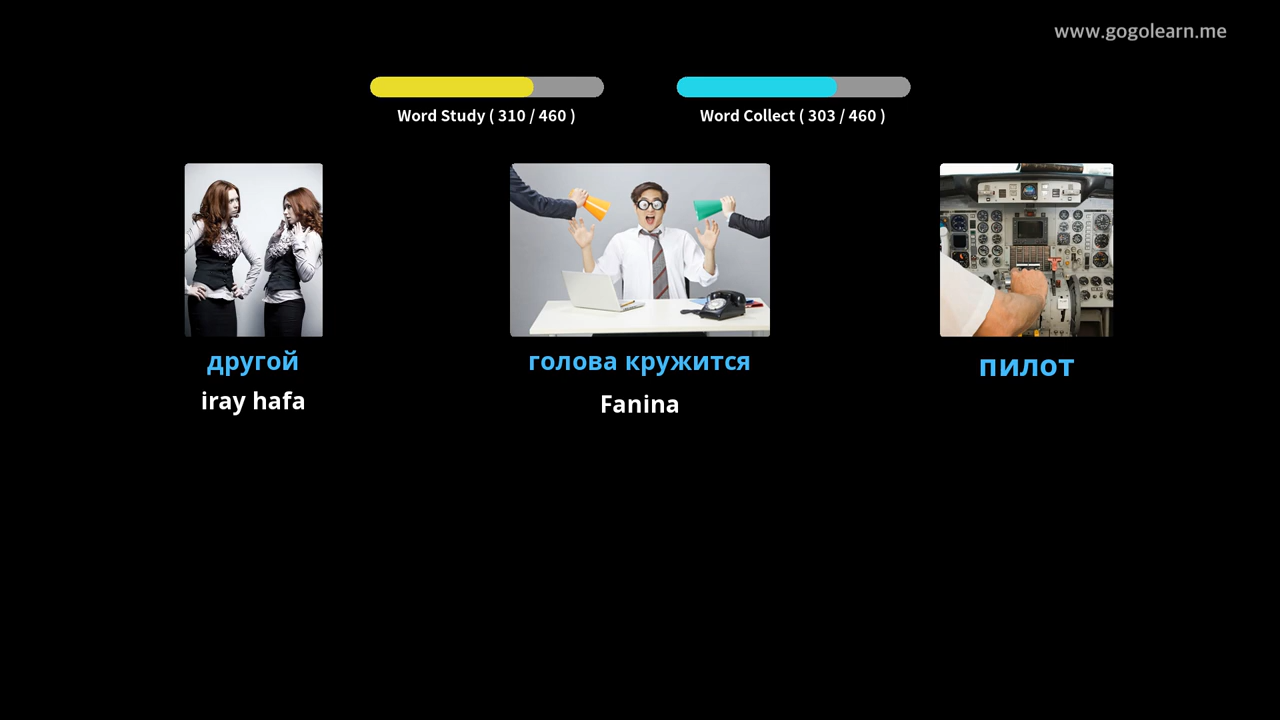 www.gogolearn.me
Word Study ( 310 / 460 )
Word Collect ( 303 / 460 )
другой
iray hafa
голова кружится
Fanina
пилот